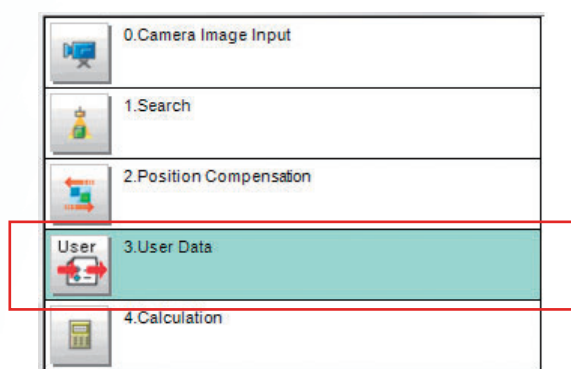 0.Camera Image Input
1.Search
2.Position Compensation
User
3.User Data
4.Calculation